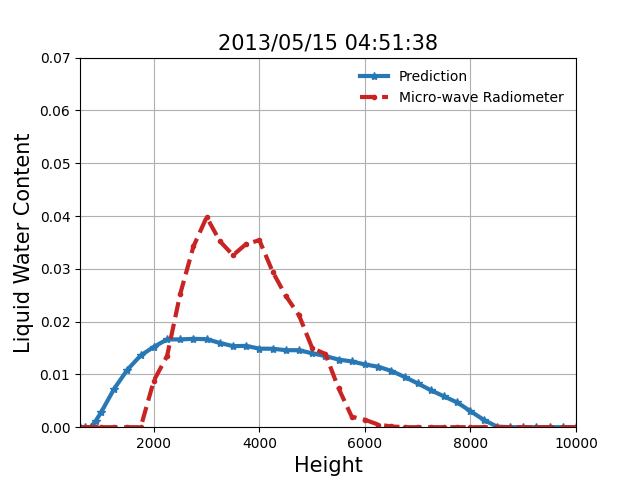 2013/05/15 04:51:38
Prediction
Micro-wave Radiometer
Liquid Water Content
0.07
0.06
0.05
0.04
0.03
0.02
0.01
0.00
2000 4000 6000 8000 10000
Height